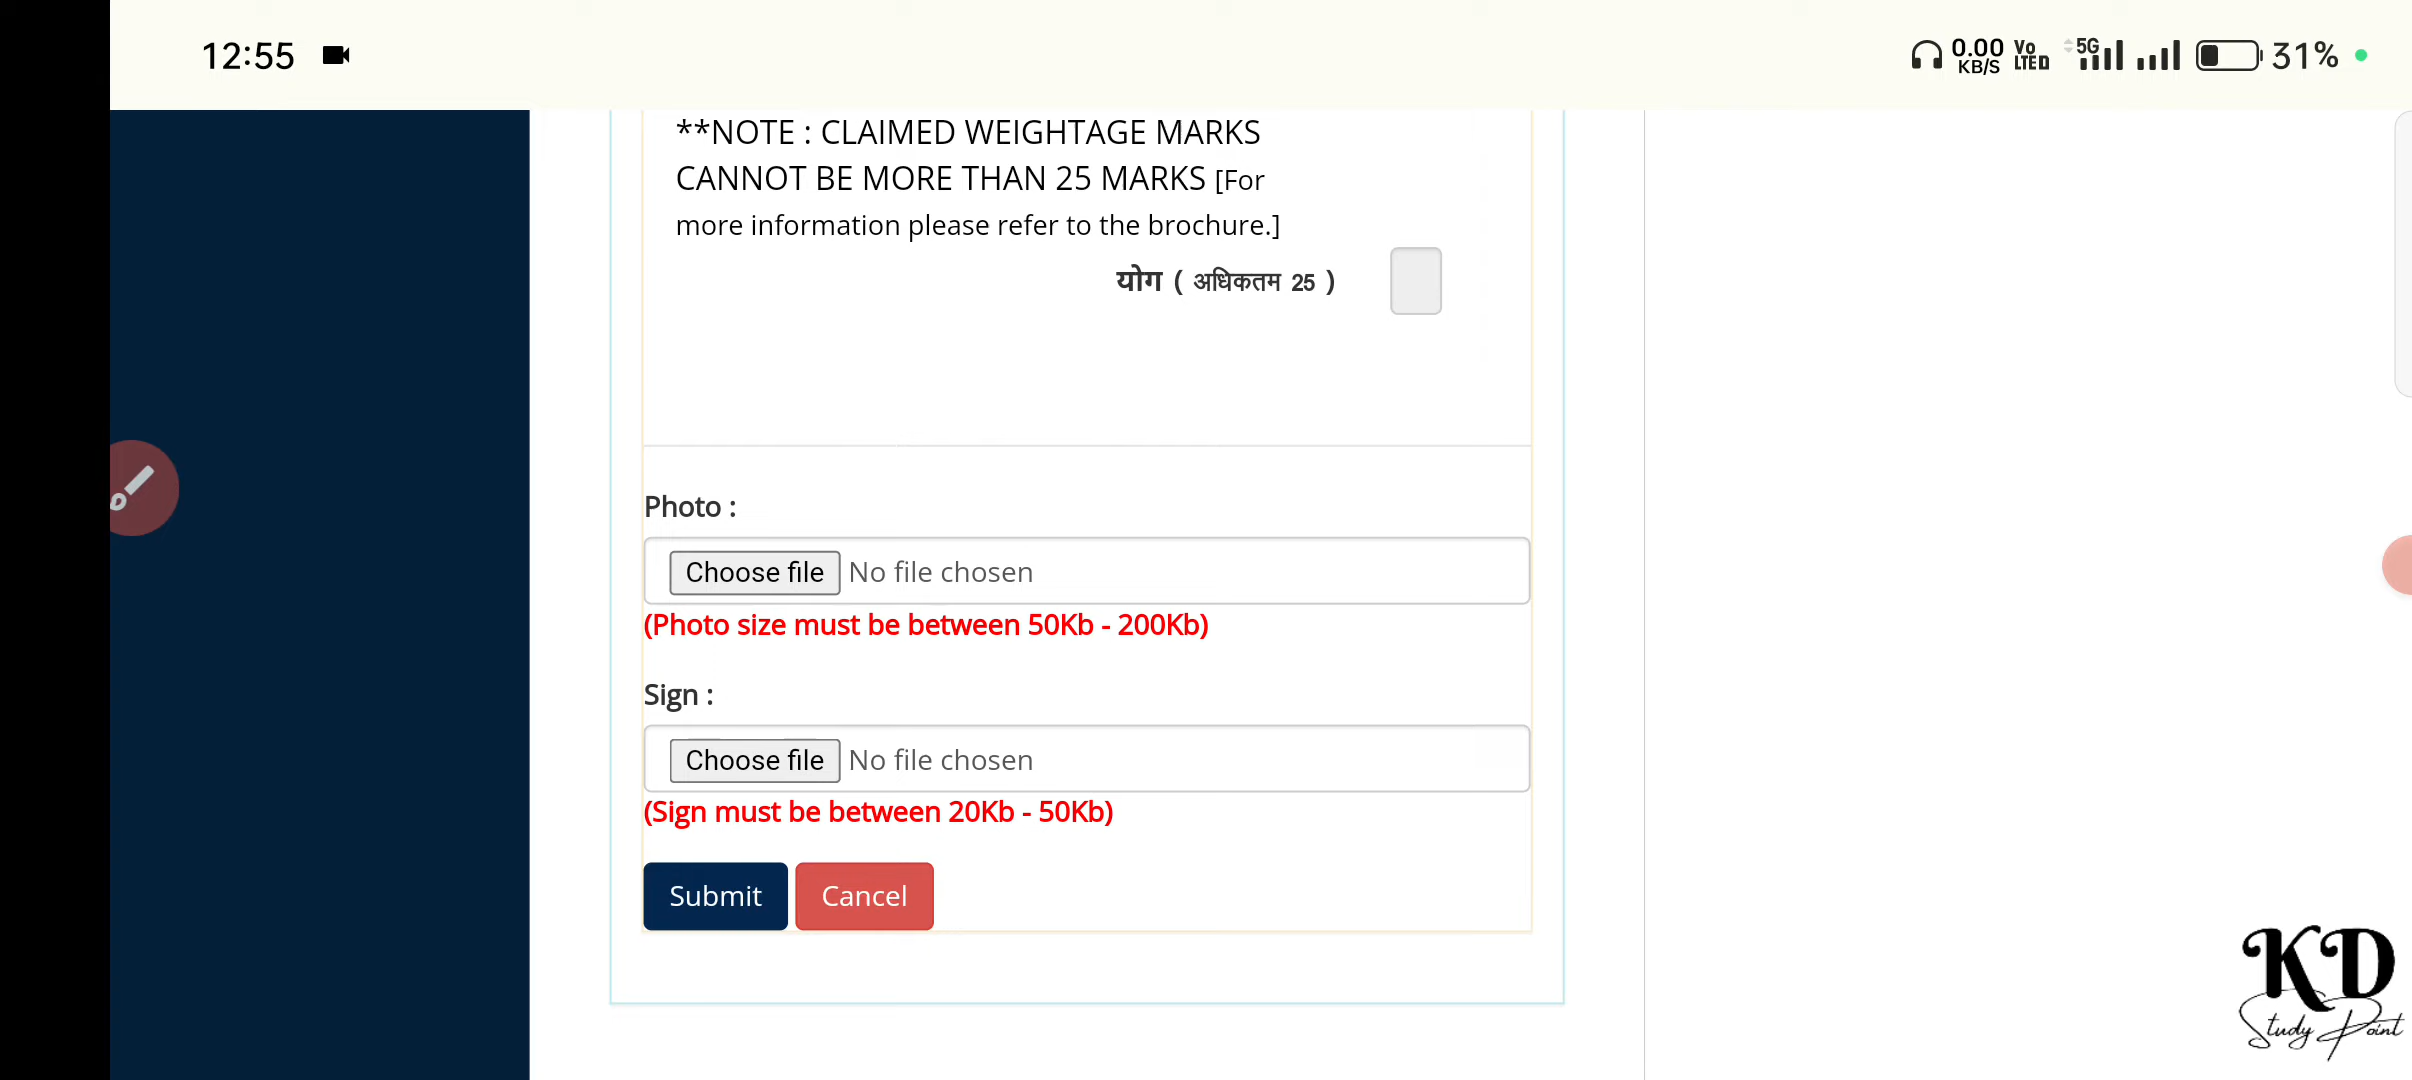 12:55
0.00 KB/S Vo LTE 5G 31%
**NOTE : CLAIMED WEIGHTAGE MARKS
CANNOT BE MORE THAN 25 MARKS [For
more information please refer to the brochure.]
योग ( अधिकतम 25 )
Photo :
Choose file No file chosen
(Photo size must be between 50Kb - 200Kb)
Sign :
Choose file No file chosen
(Sign must be between 20Kb - 50Kb)
Submit Cancel
KD
Study Point